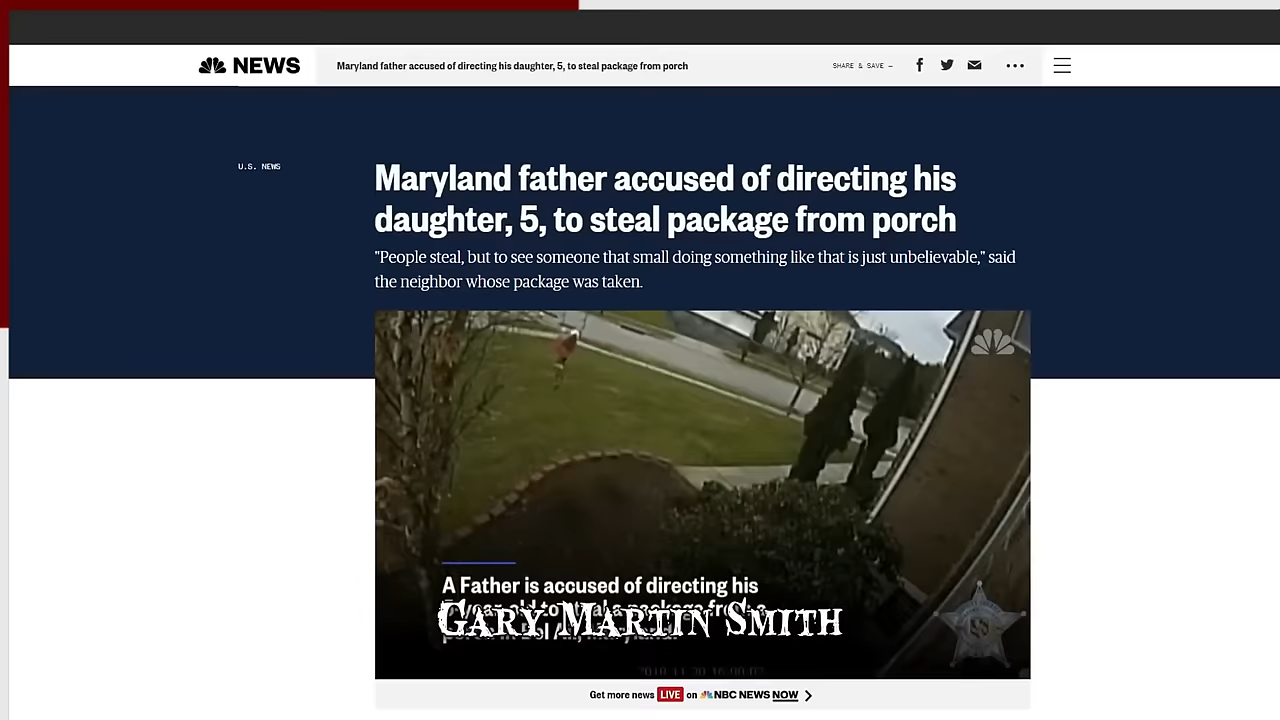 NEWS
Maryland father accused of directing his daughter, 5, to steal package from porch
SHARE & SAVE —
U.S. NEWS
Maryland father accused of directing his
daughter, 5, to steal package from porch
"People steal, but to see someone that small doing something like that is just unbelievable," said
the neighbor whose package was taken.
A Father is accused of directing his
GARY MARTIN SMITH
Get more news LIVE on NBC NEWS NOW